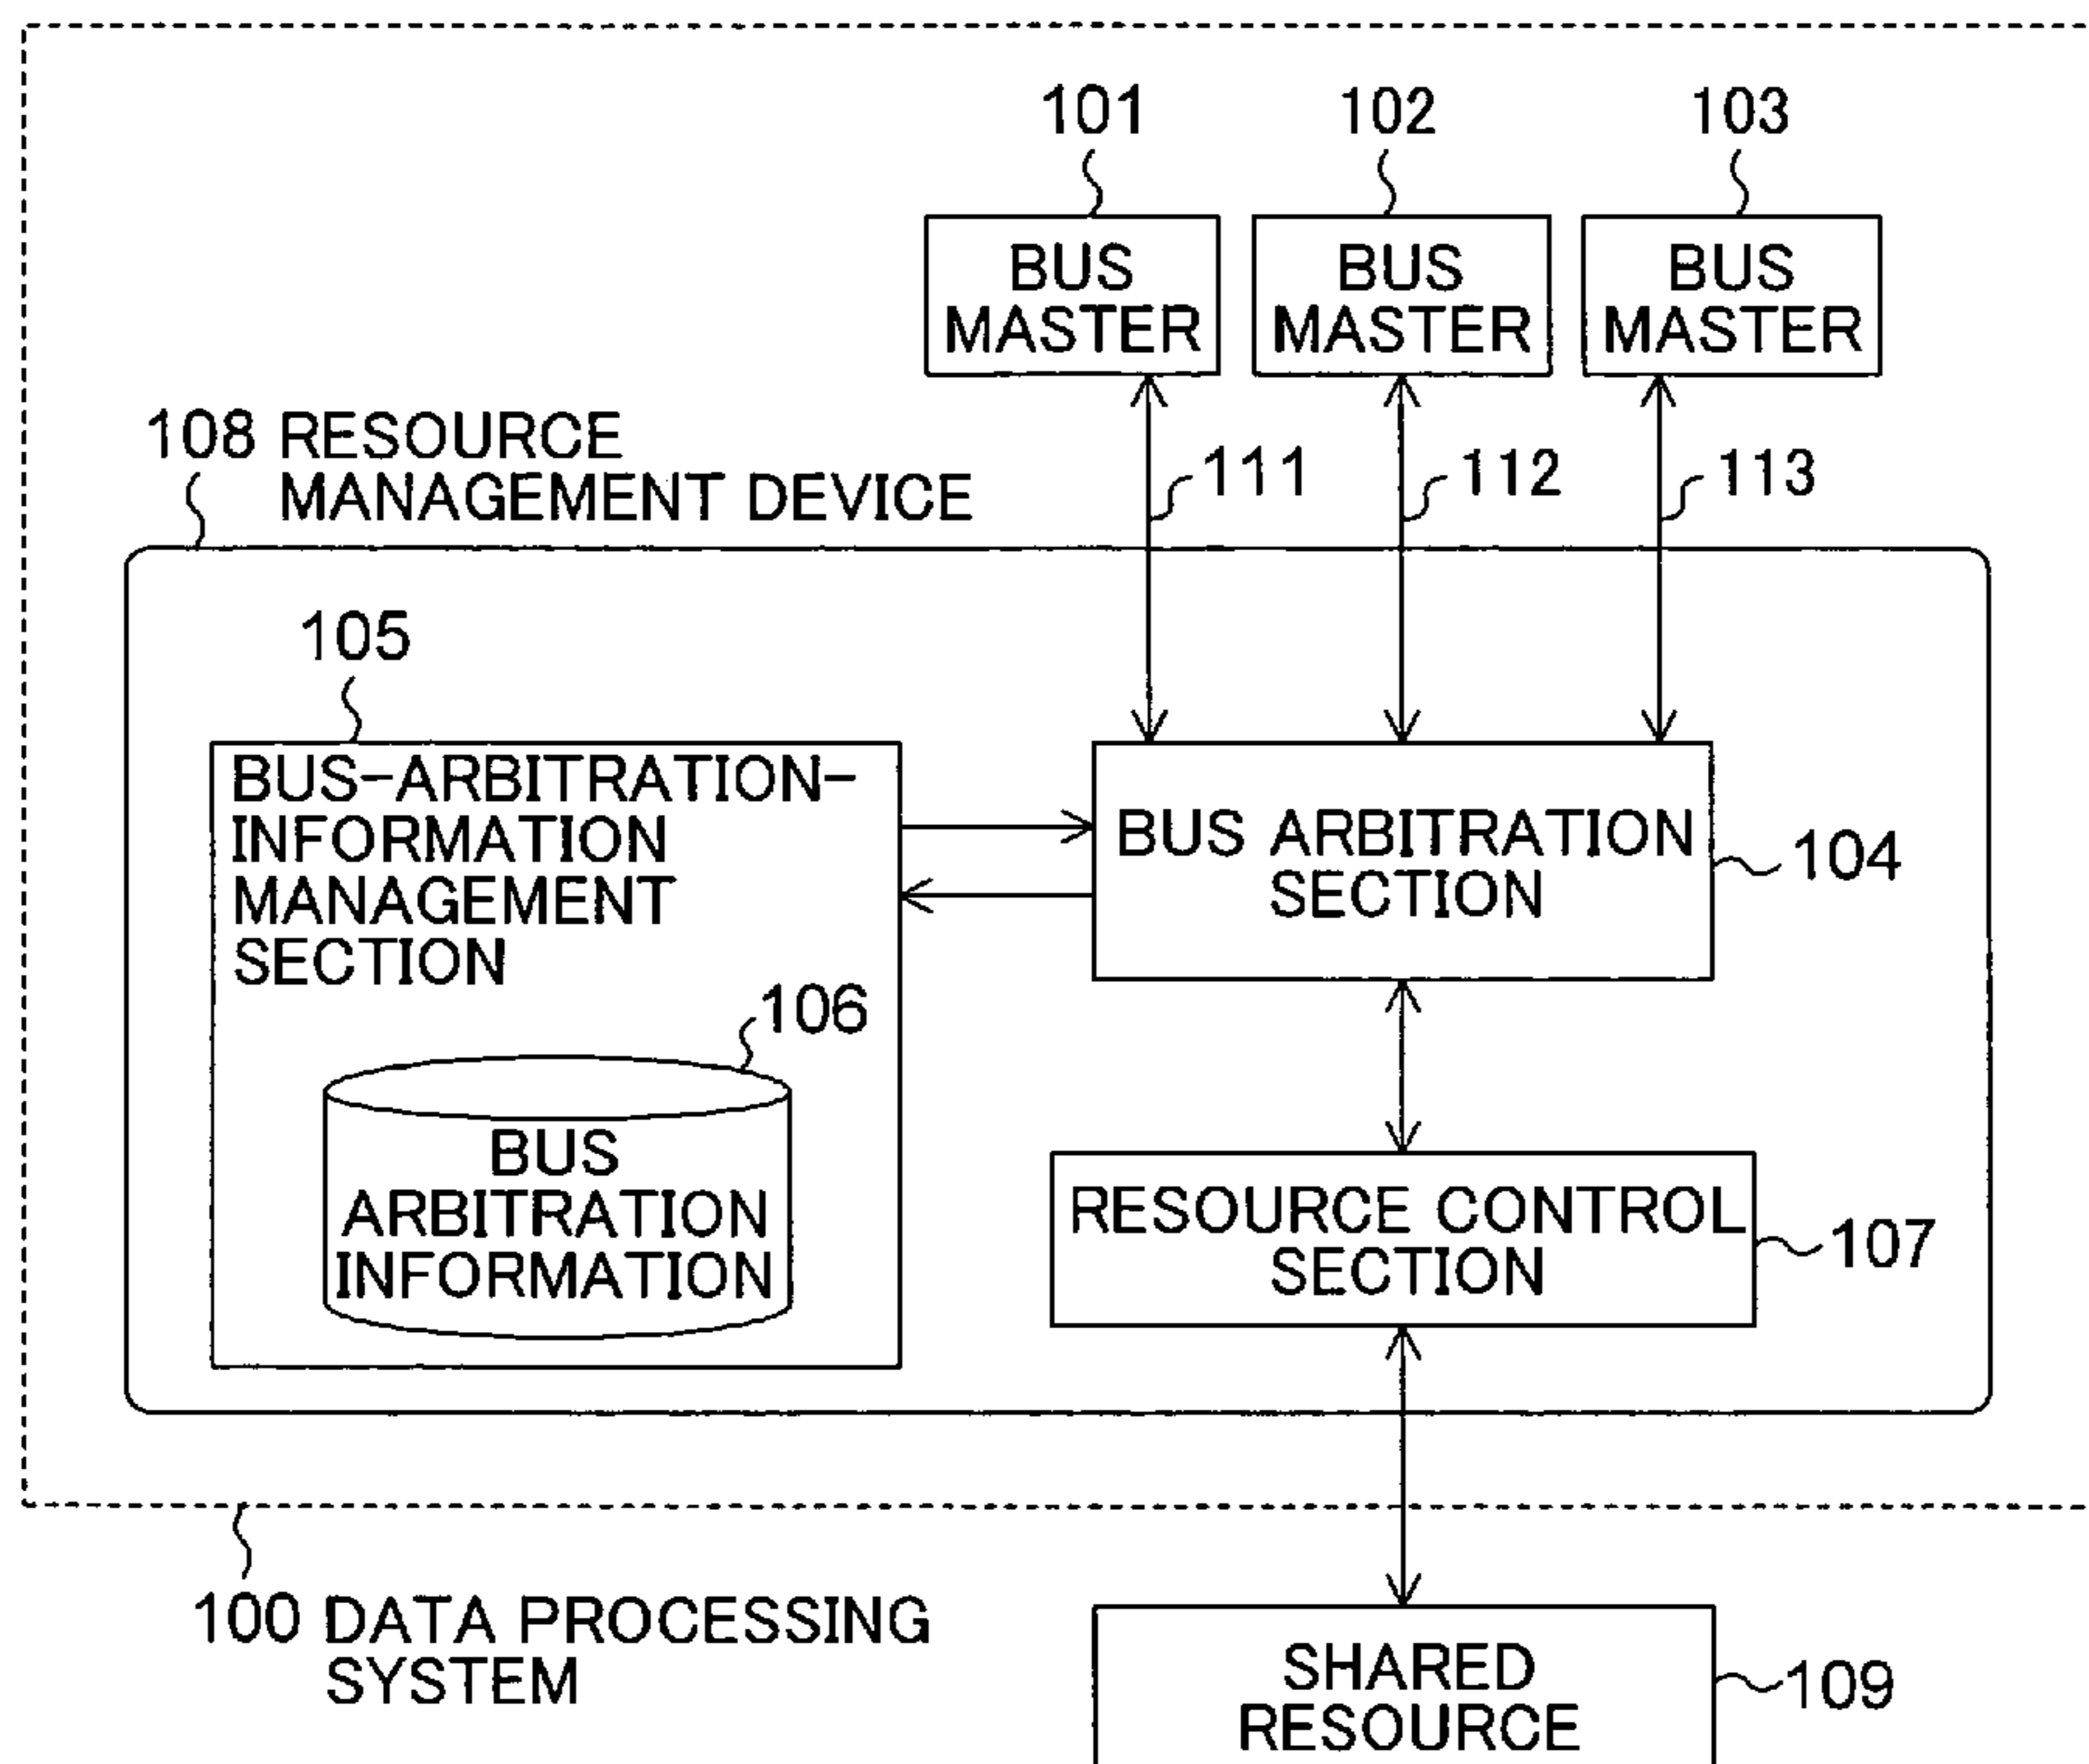 101
102
103
BUS
MASTER
BUS
MASTER
BUS
MASTER
108 RESOURCE
MANAGEMENT DEVICE
111
112
113
105
BUS-ARBITRATION-
INFORMATION
MANAGEMENT
SECTION
BUS ARBITRATION
SECTION
104
106
BUS
ARBITRATION
INFORMATION
RESOURCE CONTROL
SECTION
107
100 DATA PROCESSING
SYSTEM
SHARED
RESOURCE
109